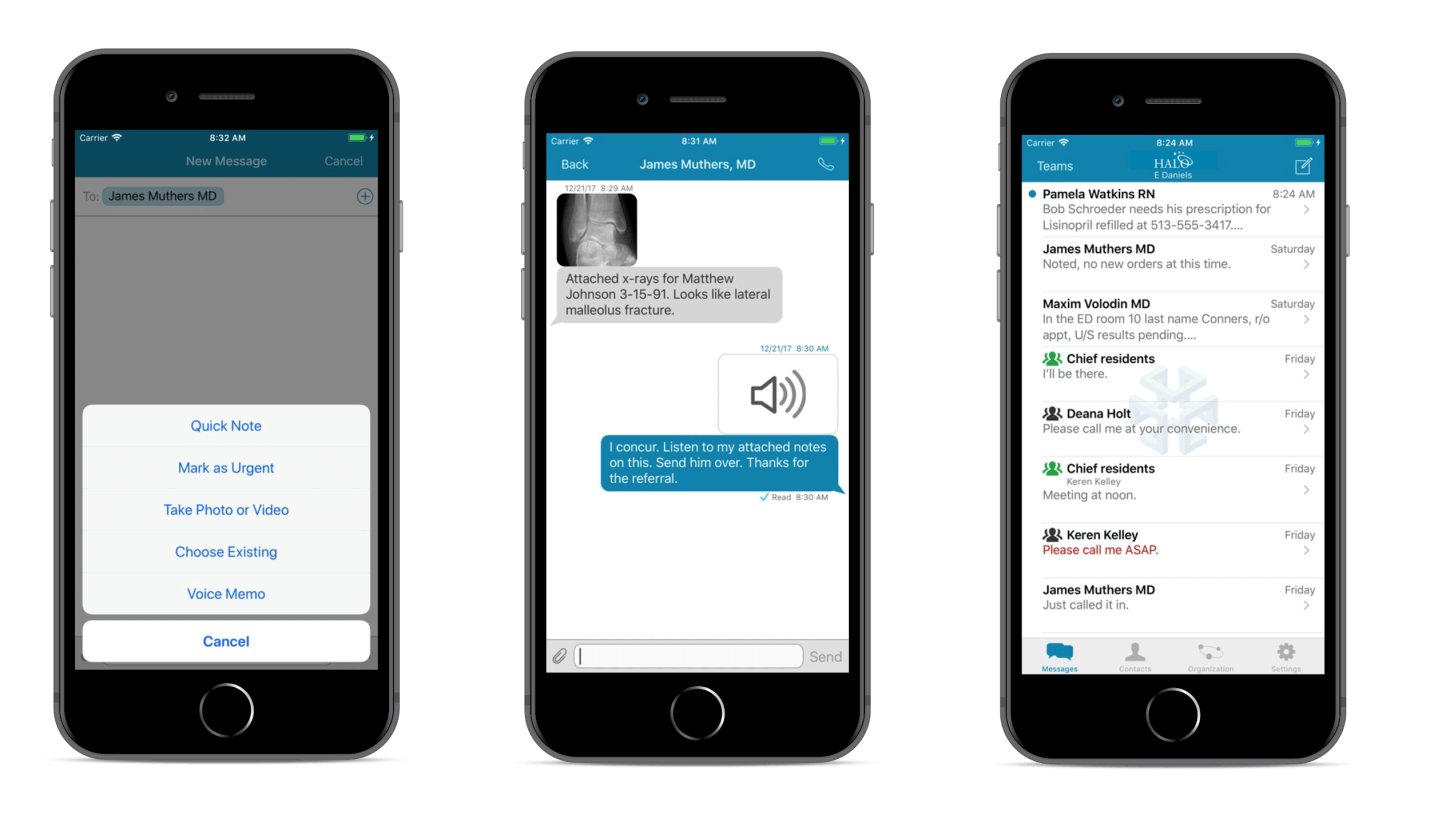 Carrier 8:32 AM
New Message Cancel
To: James Muthers MD
Quick Note
Mark as Urgent
Take Photo or Video
Choose Existing
Voice Memo
Cancel
Carrier 8:31 AM
Back James Muthers, MD
12/21/17 8:29 AM
Attached x-rays for Matthew
Johnson 3-15-91. Looks like lateral
malleolus fracture.
12/21/17 8:30 AM
I concur. Listen to my attached notes
on this. Send him over. Thanks for
the referral.
Read 8:30 AM
Send
Carrier 8:24 AM
Teams HALO
E Daniels
Pamela Watkins RN 8:24 AM
Bob Schroeder needs his prescription for
Lisinopril refilled at 513-555-3417....
James Muthers MD Saturday
Noted, no new orders at this time.
Maxim Volodin MD Saturday
In the ED room 10 last name Conners, r/o
appt, U/S results pending....
Chief residents Friday
I'll be there.
Deana Holt Friday
Please call me at your convenience.
Chief residents Friday
Keren Kelley
Meeting at noon.
Keren Kelley Friday
Please call me ASAP.
James Muthers MD Friday
Just called it in.
Messages Contacts Organization Settings